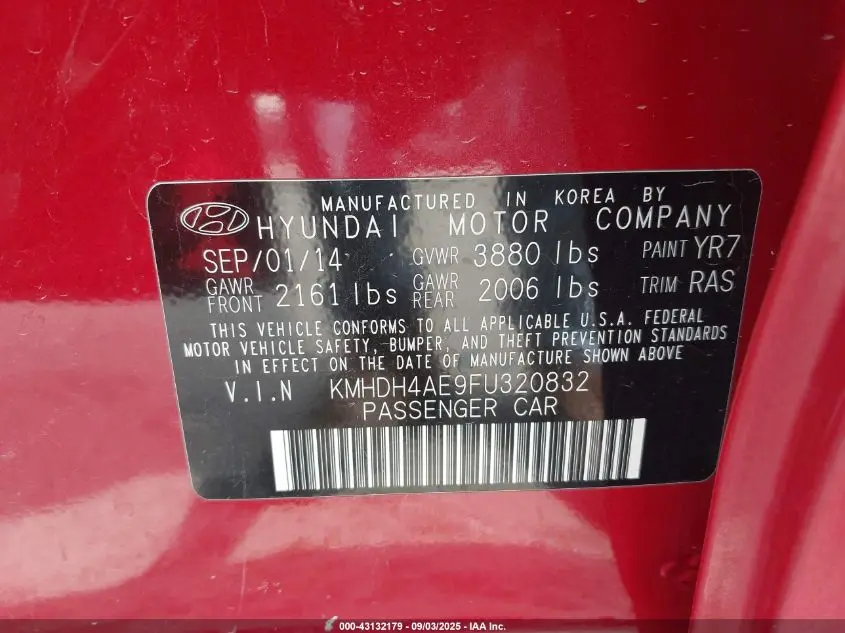 MANUFACTURED IN KOREA BY
HYUNDAI MOTOR COMPANY
SEP/01/14 GVWR 3880 lbs PAINT YR7
GAWR FRONT 2161 lbs GAWR REAR 2006 lbs TRIM RAS
THIS VEHICLE CONFORMS TO ALL APPLICABLE U.S.A. FEDERAL
MOTOR VEHICLE SAFETY, BUMPER, AND THEFT PREVENTION STANDARDS
IN EFFECT ON THE DATE OF MANUFACTURE SHOWN ABOVE
V.I.N KMHDH4AE9FU320832
PASSENGER CAR
000-43132179 - 09/03/2025 - IAA Inc.